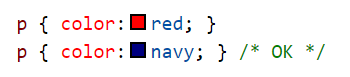 p { color: red; }
p { color: navy; } /* OK */